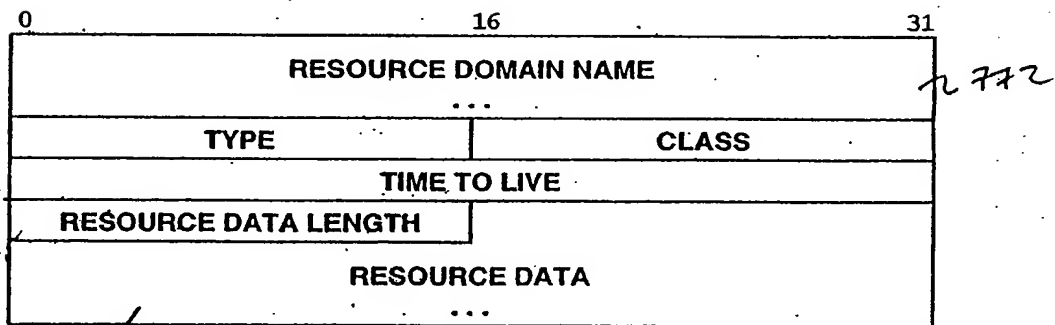 0 16 31
RESOURCE DOMAIN NAME
...
TYPE CLASS
TIME TO LIVE
RESOURCE DATA LENGTH
RESOURCE DATA
...